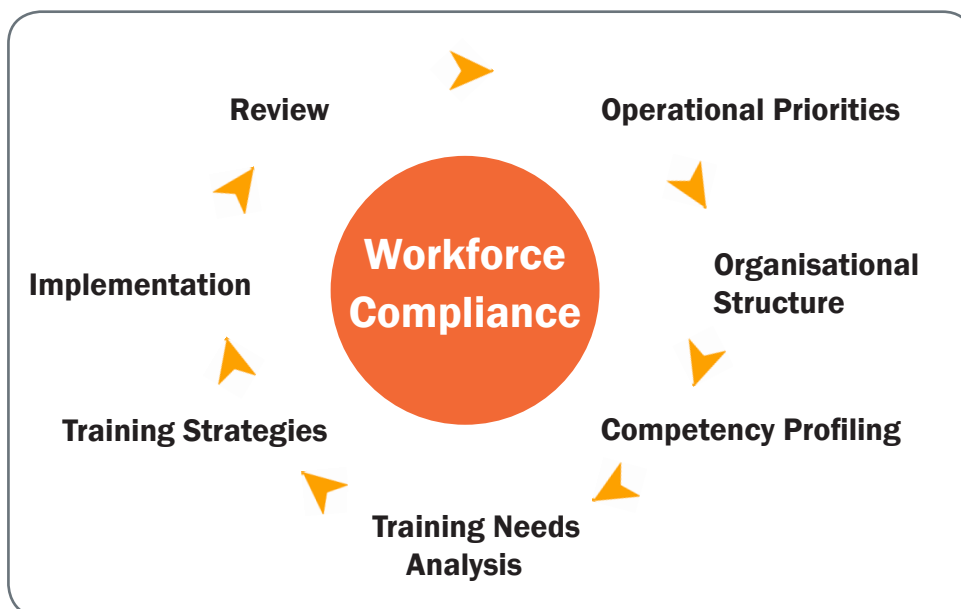 Review
Operational Priorities
Workforce
Compliance
Organisational
Structure
Implementation
Training Strategies
Competency Profiling
Training Needs
Analysis